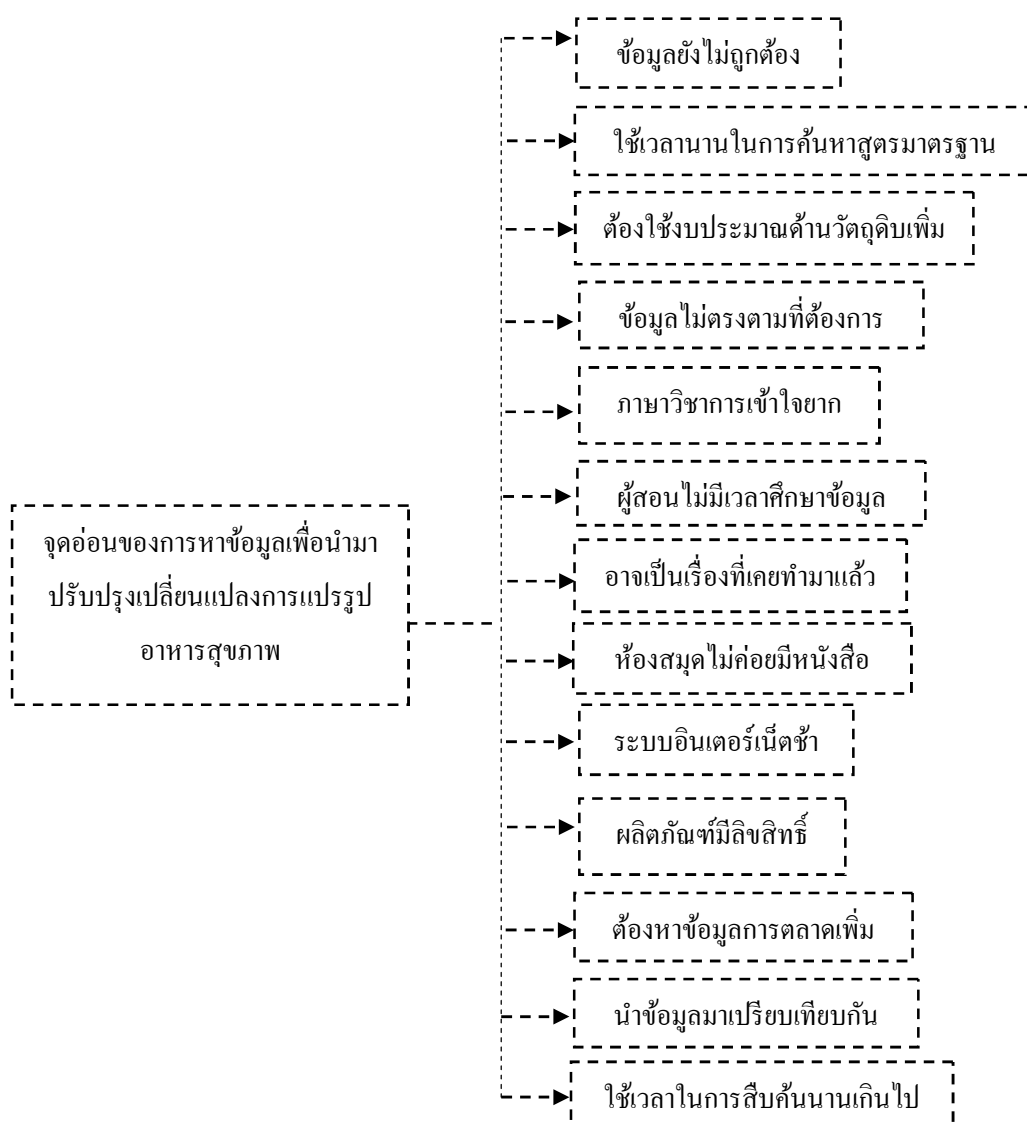 ข้อมูลยังไม่ถูกต้อง
ใช้เวลานานในการค้นหาสูตรมาตรฐาน
ต้องใช้งบประมาณด้านวัตถุดิบเพิ่ม
ข้อมูลไม่ตรงตามที่ต้องการ
ภาษาวิชาการเข้าใจยาก
ผู้สอนไม่มีเวลาศึกษาข้อมูล
จุดอ่อนของการหาข้อมูลเพื่อนำมา
ปรับปรุงเปลี่ยนแปลงการแปรรูป
อาหารสุขภาพ
อาจเป็นเรื่องที่เคยทำมาแล้ว
ห้องสมุดไม่ค่อยมีหนังสือ
ระบบอินเตอร์เน็ตช้า
ผลิตภัณฑ์มีลิขสิทธิ์
ต้องหาข้อมูลการตลาดเพิ่ม
นำข้อมูลมาเปรียบเทียบกัน
ใช้เวลาในการสืบค้นนานเกินไป